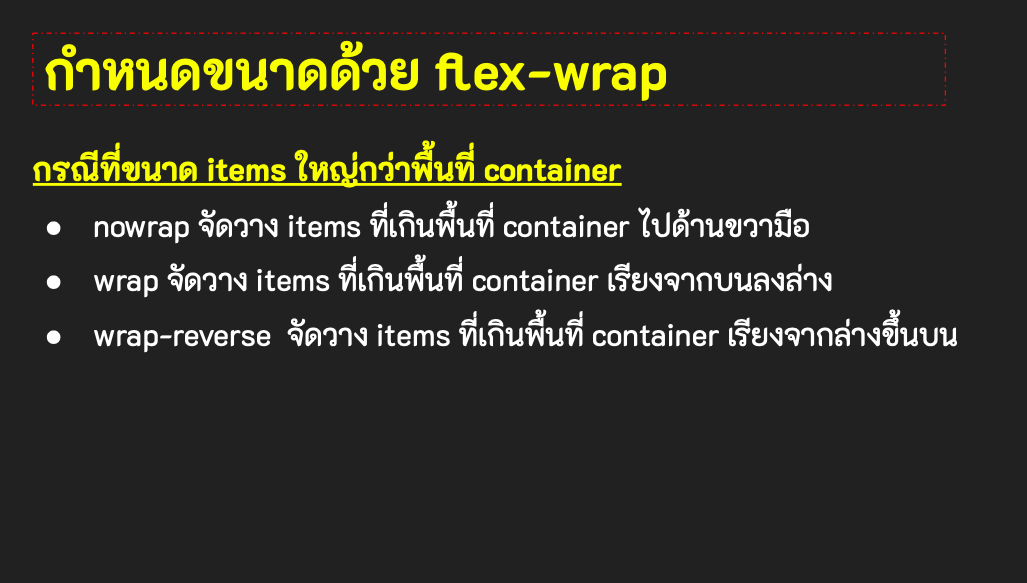 กำหนดขนาดด้วย flex-wrap
กรณีที่ขนาด items ใหญ่กว่าพื้นที่ container
● nowrap จัดวาง items ที่เกินพื้นที่ container ไปด้านขวามือ
● wrap จัดวาง items ที่เกินพื้นที่ container เรียงจากบนลงล่าง
● wrap-reverse จัดวาง items ที่เกินพื้นที่ container เรียงจากล่างขึ้นบน